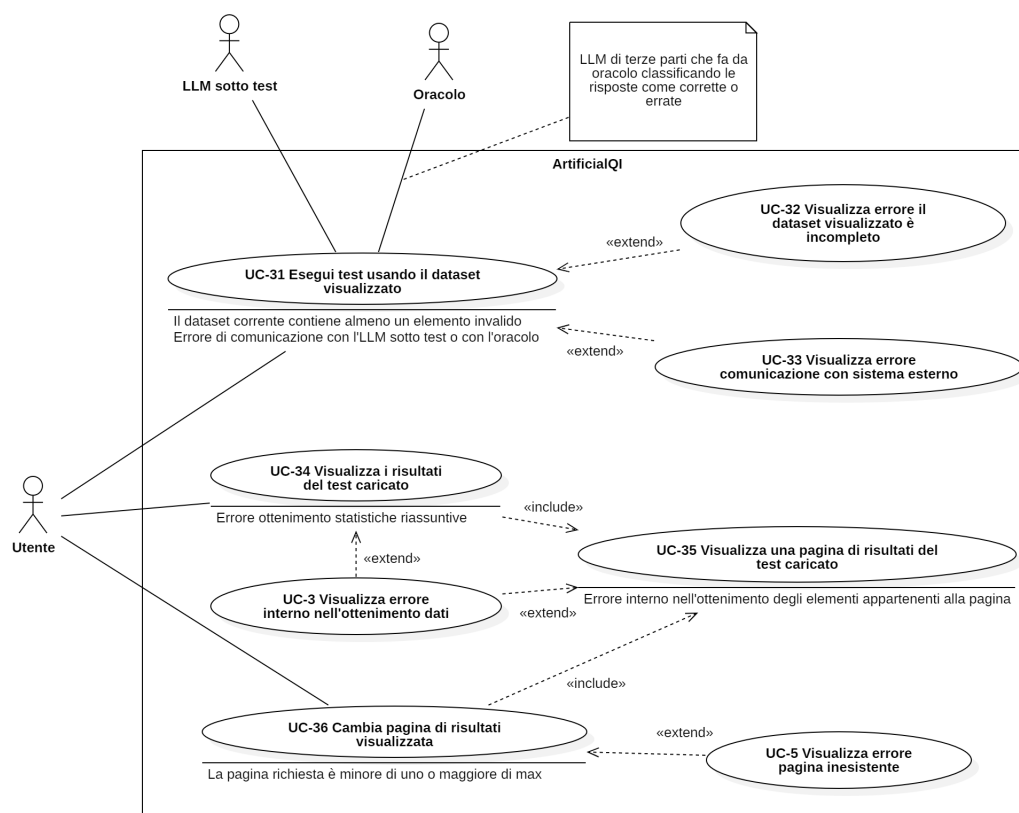 LLM sotto test
Oracolo
LLM di terze parti che fa da
oracolo classificando le
risposte come corrette o
errate
ArtificialQI
UC-32 Visualizza errore il
dataset visualizzato è
incompleto
«extend»
UC-31 Esegui test usando il dataset
visualizzato
Il dataset corrente contiene almeno un elemento invalido
Errore di comunicazione con l'LLM sotto test o con l'oracolo
«extend»
UC-33 Visualizza errore
comunicazione con sistema esterno
UC-34 Visualizza i risultati
del test caricato
Errore ottenimento statistiche riassuntive
«include»
Utente
UC-35 Visualizza una pagina di risultati del
test caricato
Errore interno nell'ottenimento degli elementi appartenenti alla pagina
«extend»
UC-3 Visualizza errore
interno nell'ottenimento dati
«extend»
«include»
UC-36 Cambia pagina di risultati
visualizzata
La pagina richiesta è minore di uno o maggiore di max
«extend»
UC-5 Visualizza errore
pagina inesistente